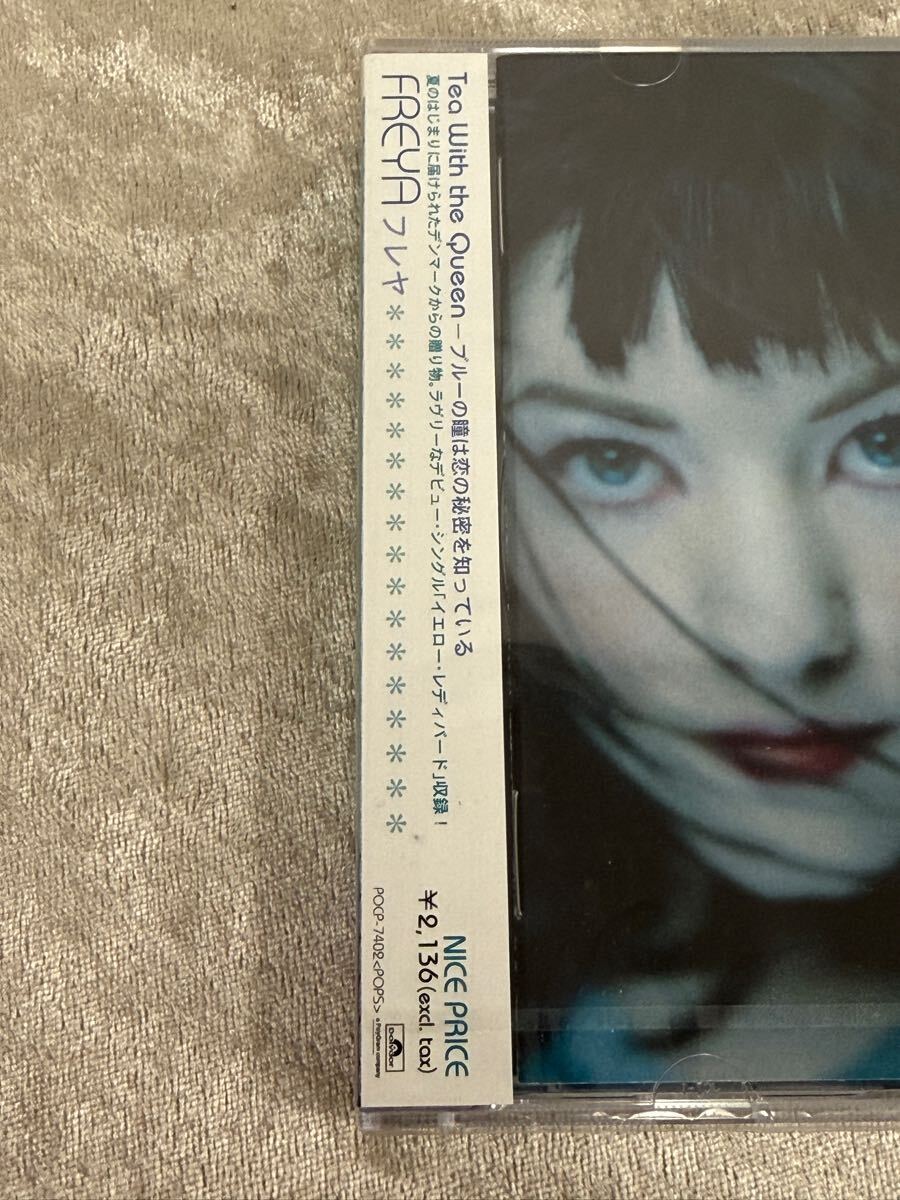 Tea With the Queen―ブルーの瞳は恋の秘密を知っている
夏のはじまりに届けられたデンマークからの贈り物。ラヴリーなデビュー・シングル「イエロー・レディバード」収録！
FREYA フレヤ＊＊＊＊＊＊＊＊＊＊＊＊＊＊＊＊＊
NICE PRICE
¥2,136(excl. tax)
POCP-7402<POPS>
Polydor
a PolyGram company